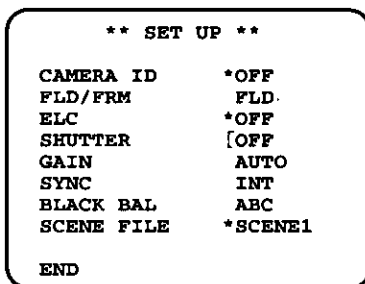 ** SET UP **
CAMERA ID *OFF
FLD/FRM FLD
ELC *OFF
SHUTTER [OFF
GAIN AUTO
SYNC INT
BLACK BAL ABC
SCENE FILE *SCENE1
END